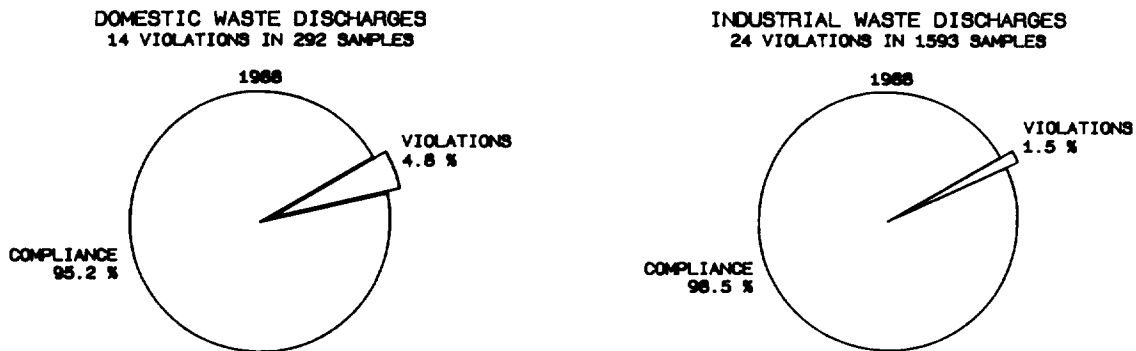 DOMESTIC WASTE DISCHARGES
14 VIOLATIONS IN 292 SAMPLES
1988
VIOLATIONS
4.8 %
COMPLIANCE
95.2 %
INDUSTRIAL WASTE DISCHARGES
24 VIOLATIONS IN 1593 SAMPLES
1988
VIOLATIONS
1.5 %
COMPLIANCE
98.5 %